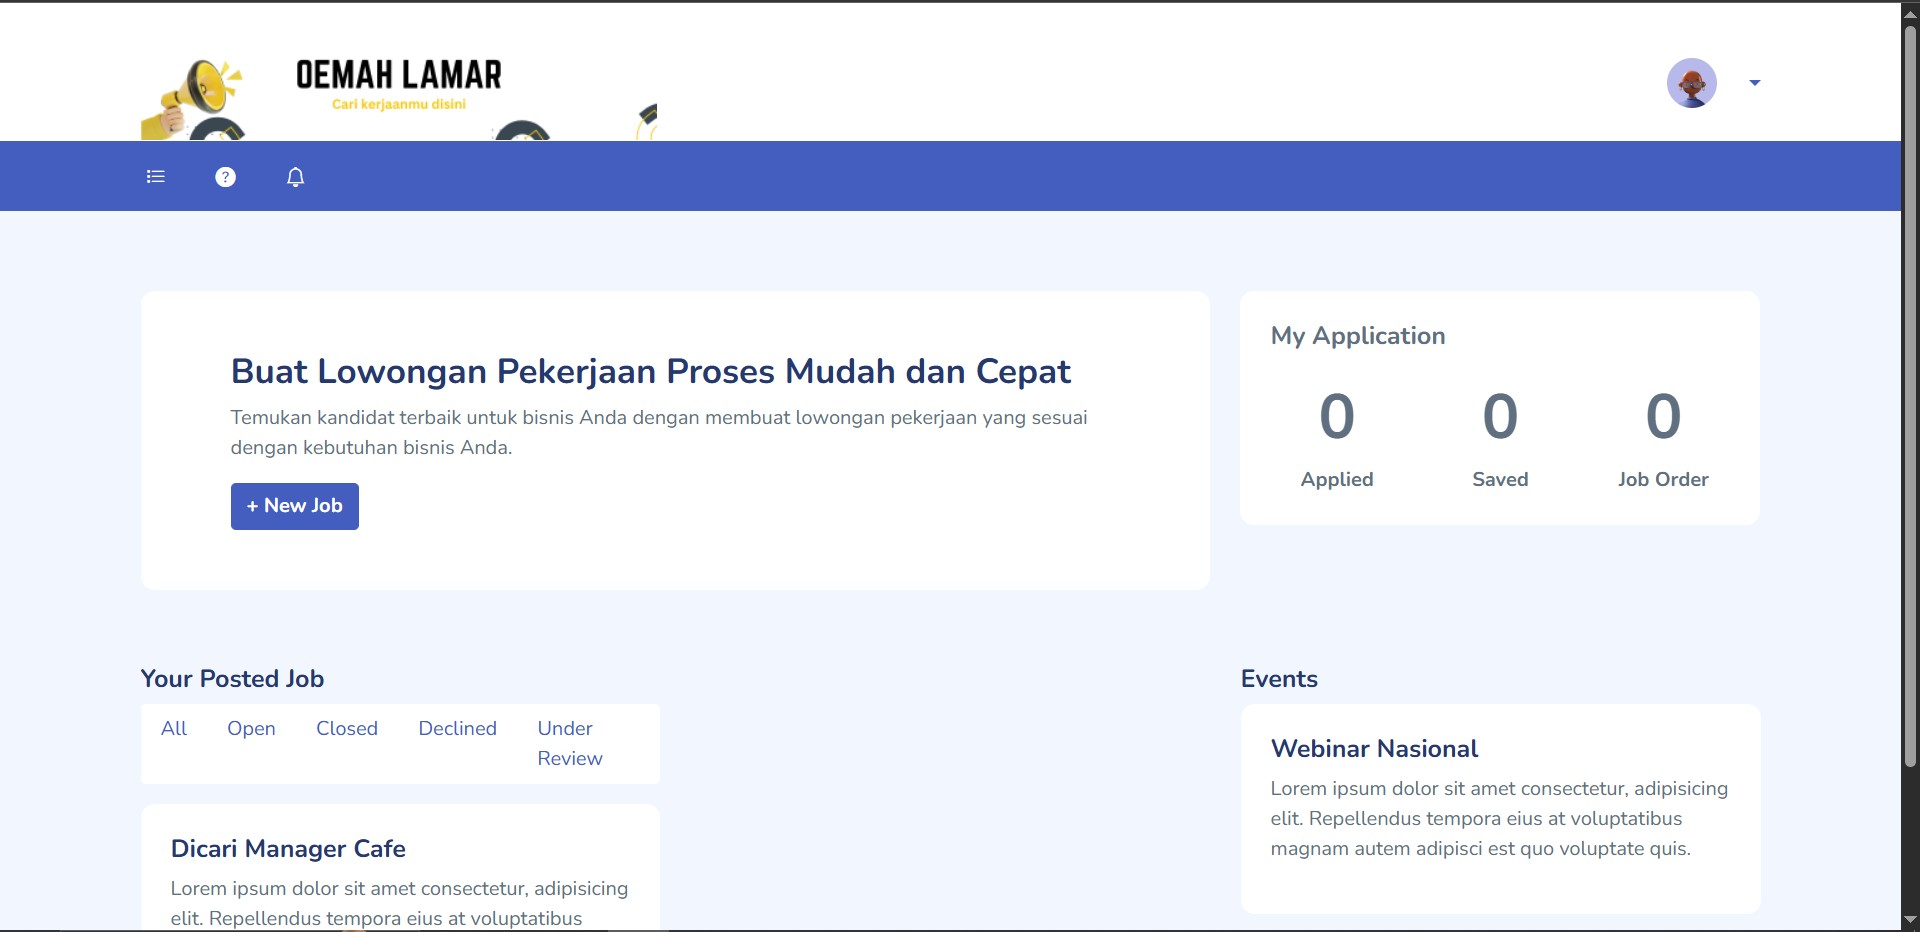 OEMAH LAMAR
Cari kerjaanmu disini
?
Buat Lowongan Pekerjaan Proses Mudah dan Cepat
Temukan kandidat terbaik untuk bisnis Anda dengan membuat lowongan pekerjaan yang sesuai
dengan kebutuhan bisnis Anda.
+ New Job
My Application
0 0 0
Applied Saved Job Order
Your Posted Job
All Open Closed Declined Under
Review
Dicari Manager Cafe
Lorem ipsum dolor sit amet consectetur, adipisicing
elit. Repellendus tempora eius at voluptatibus
Events
Webinar Nasional
Lorem ipsum dolor sit amet consectetur, adipisicing
elit. Repellendus tempora eius at voluptatibus
magnam autem adipisci est quo voluptate quis.